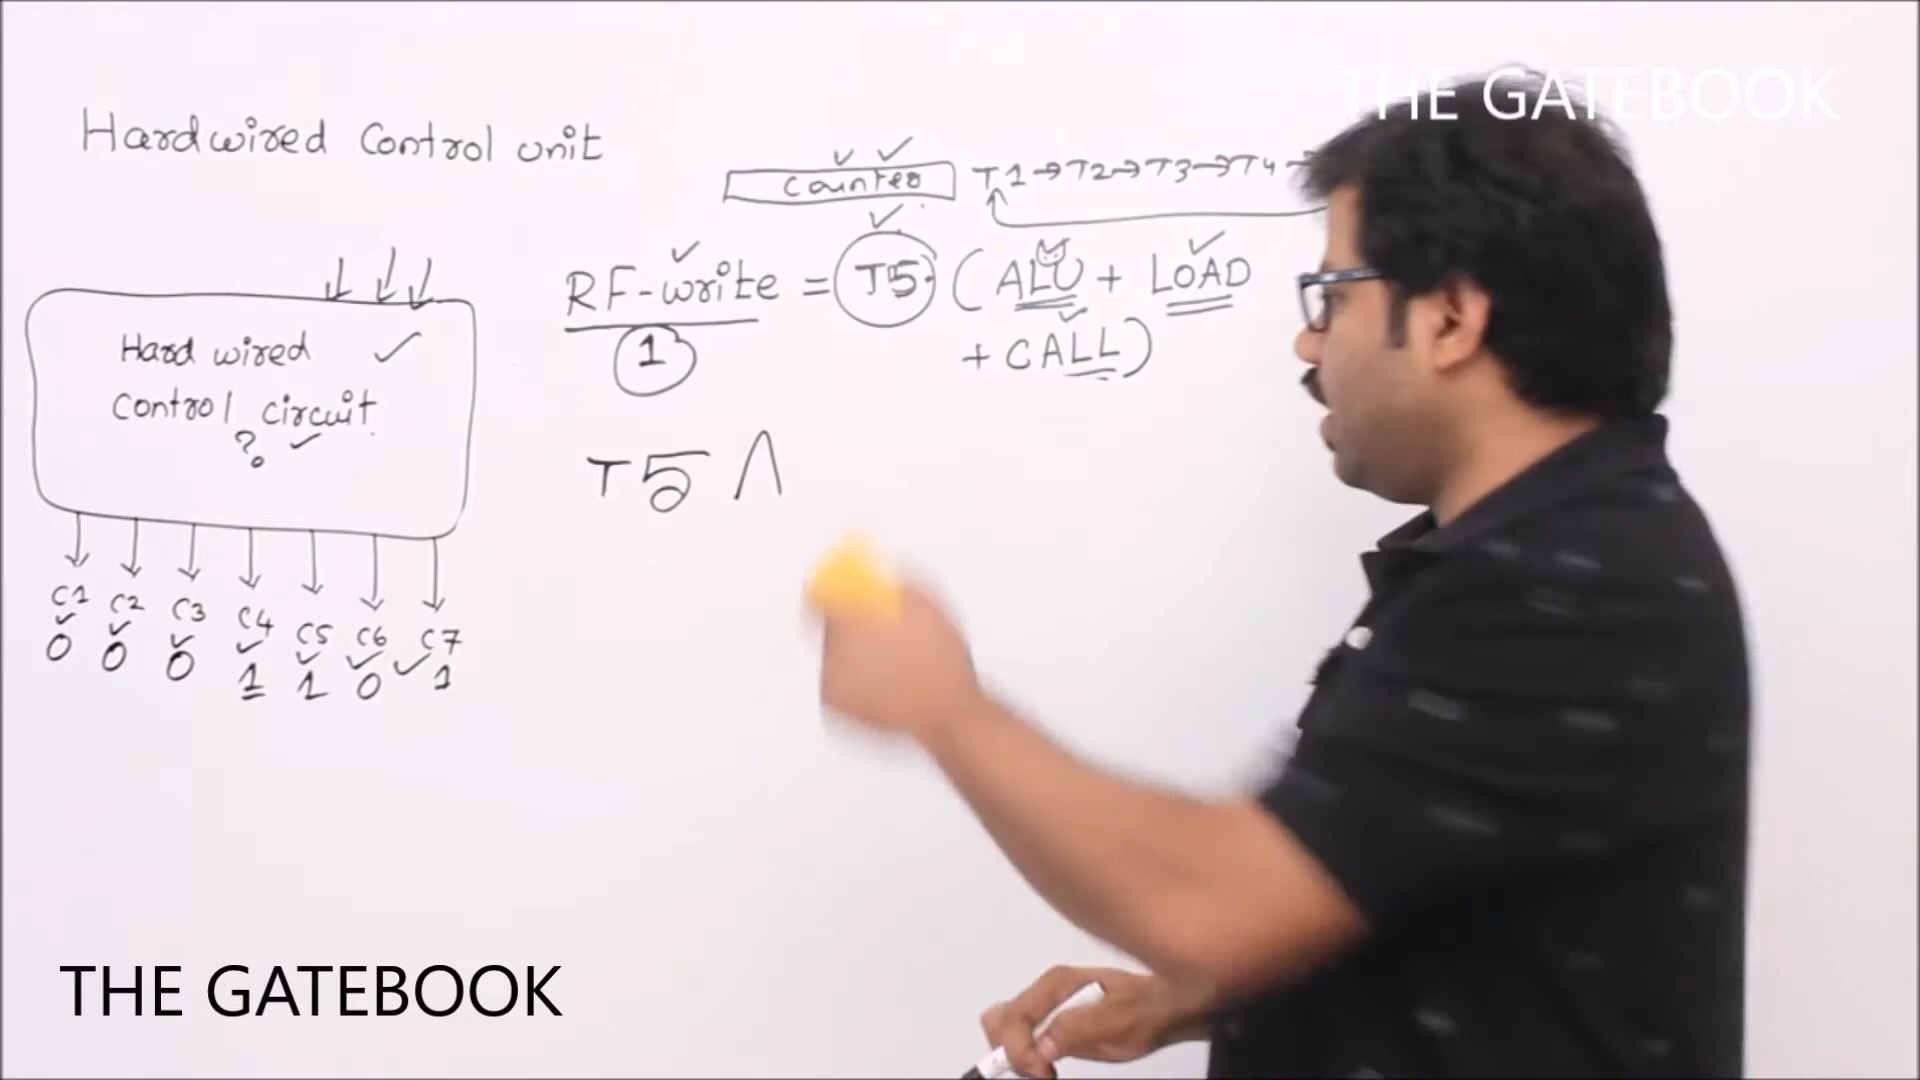 THE GATEBOOK
Hardwired Control unit
Counter T1→T2→T3→T4→
RF-write = T5· (ALU + LOAD
+ CALL)
1
Hard wired
Control circuit
?
T5 ∧
C1 C2 C3 C4 C5 C6 C7
0 0 0 1 1 0 1
THE GATEBOOK